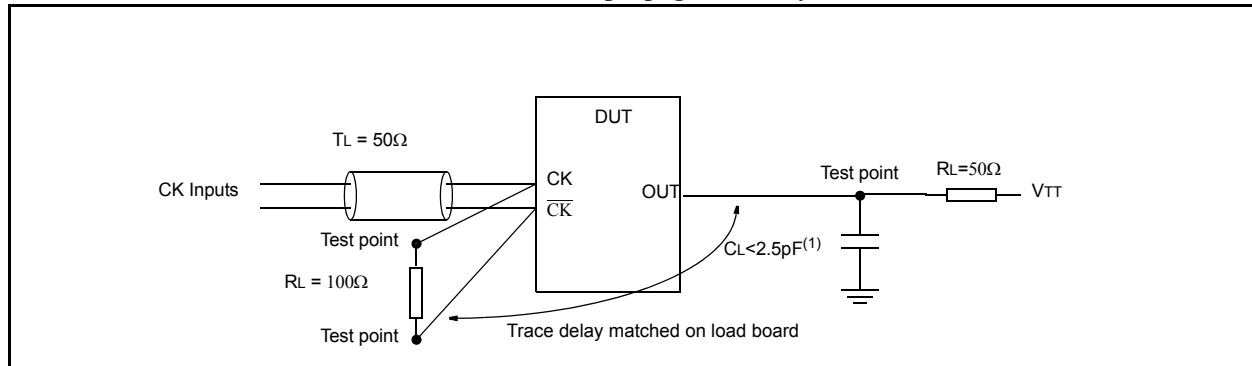 DUT
TL = 50Ω
CK Inputs
CK
CK
OUT
Test point
RL=50Ω
VTT
Test point
CL<2.5pF(1)
RL = 100Ω
Test point
Trace delay matched on load board